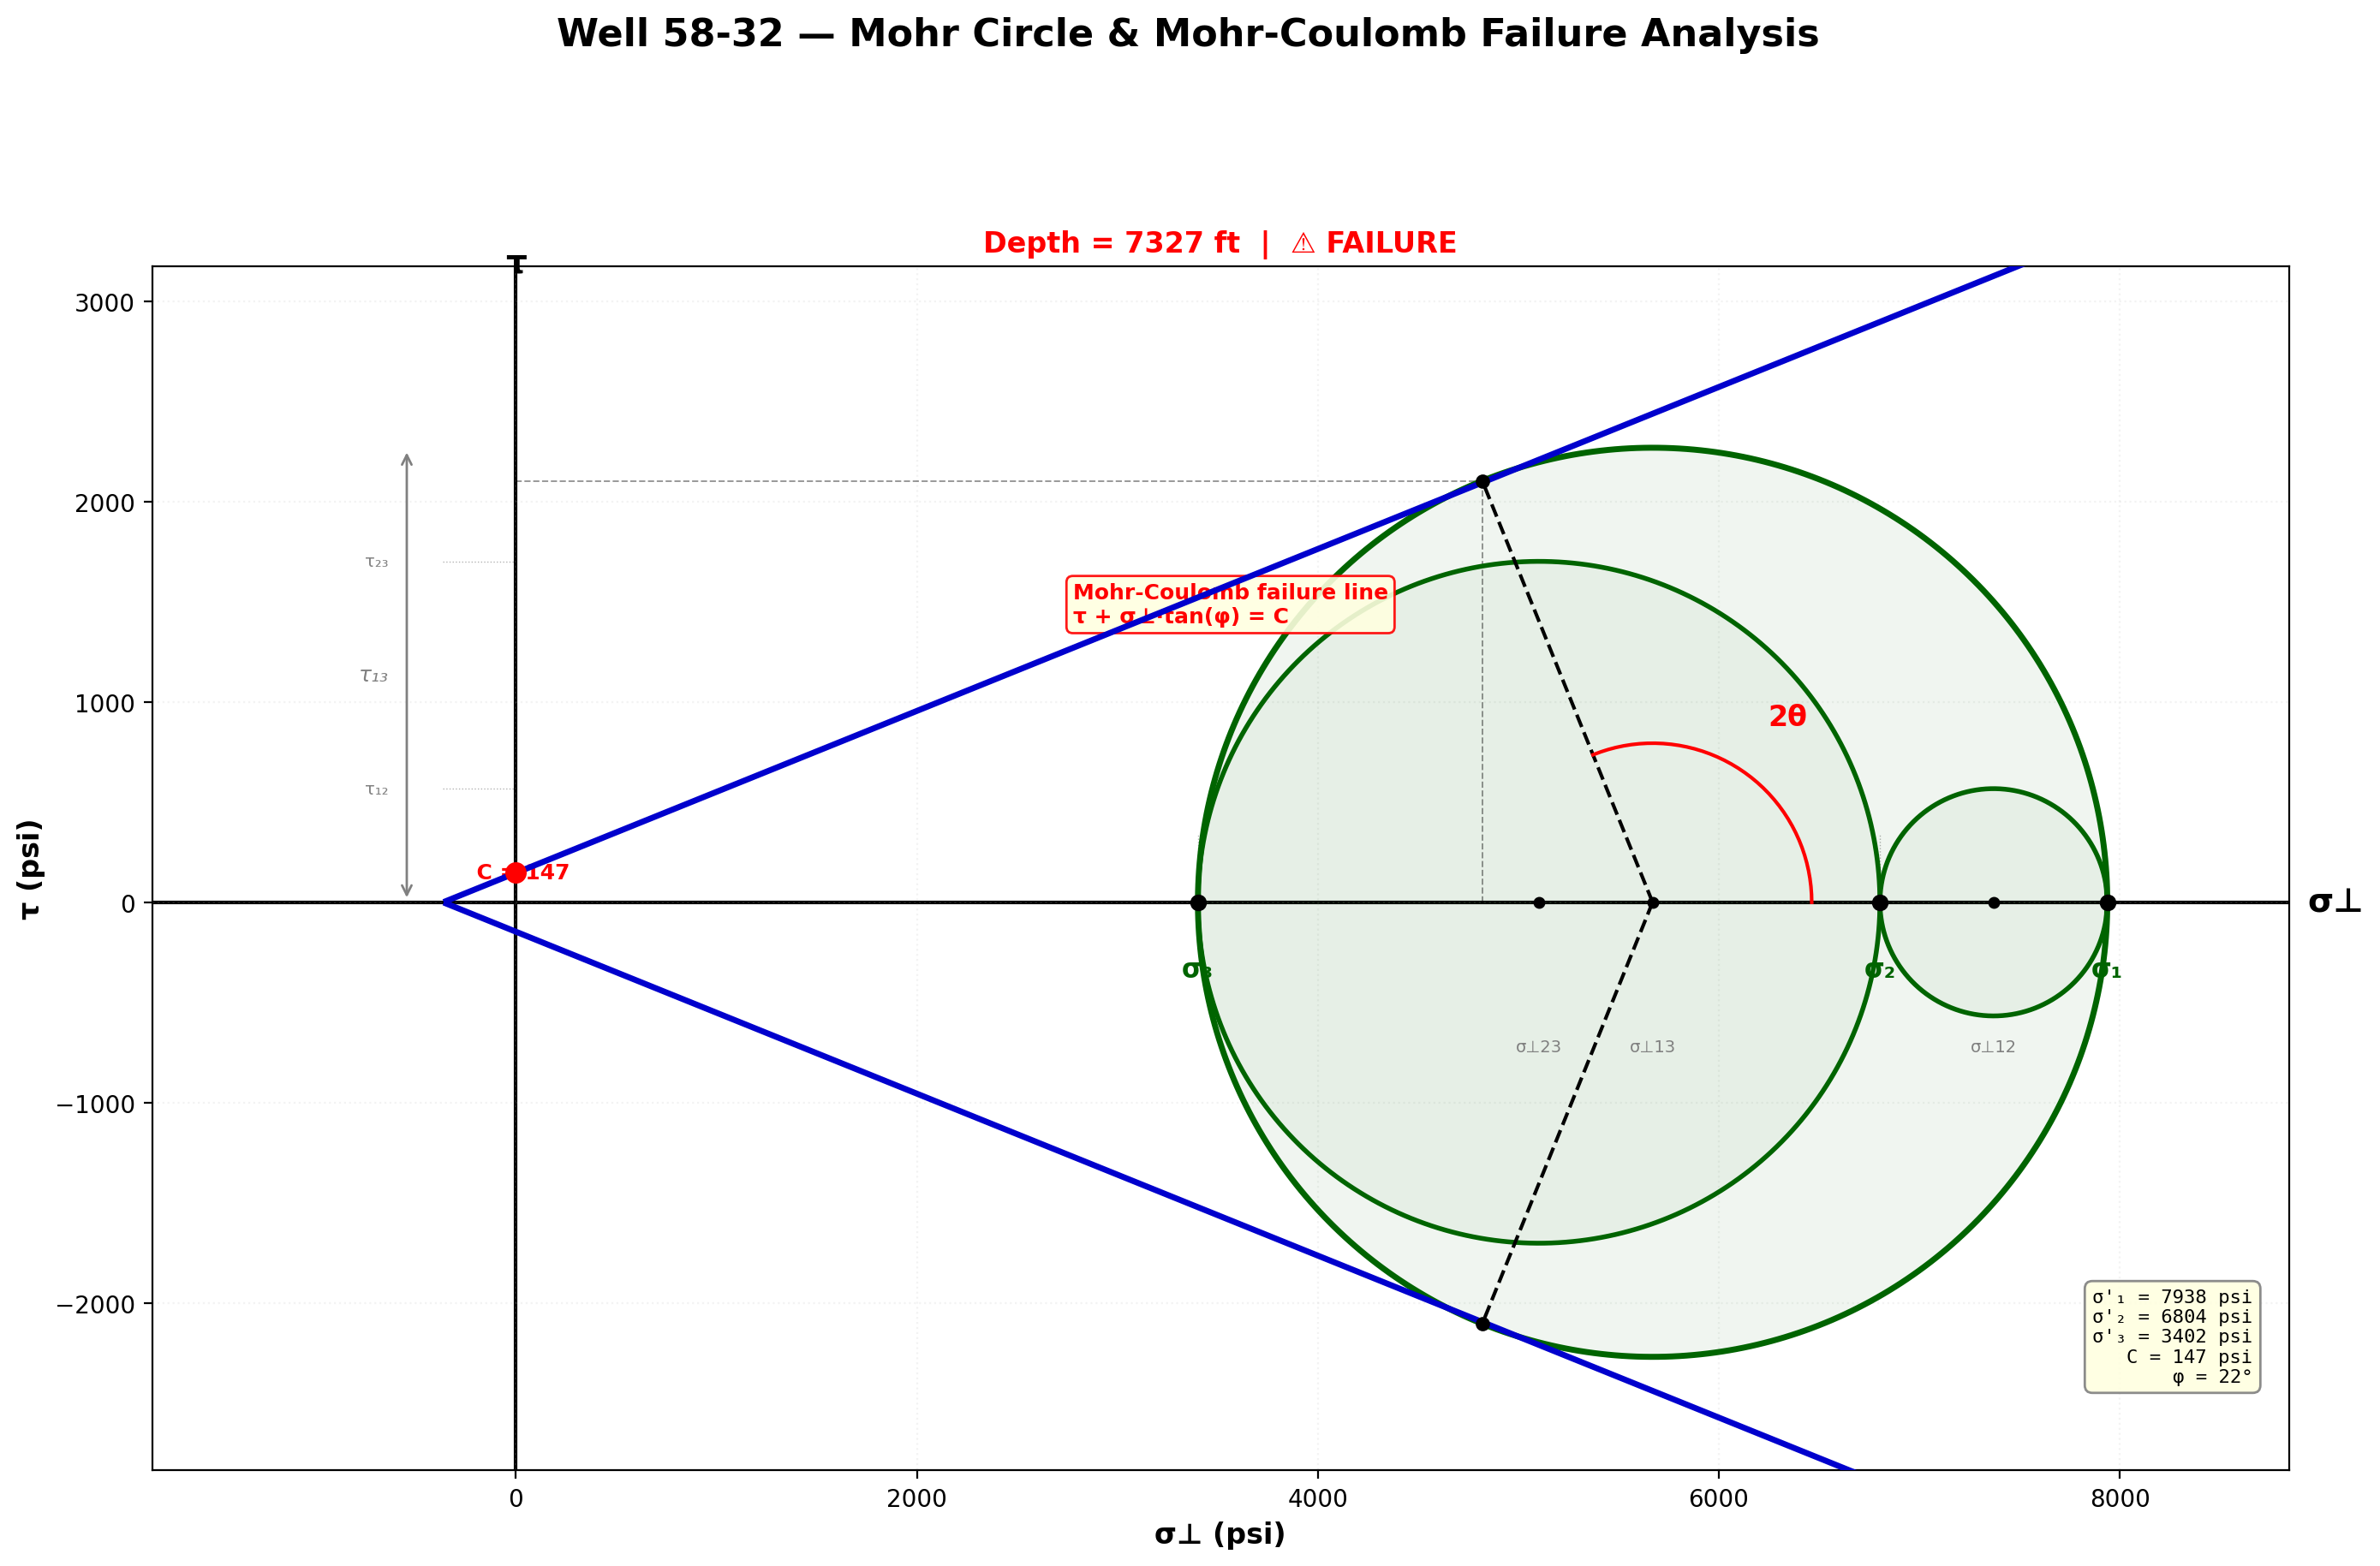 Well 58-32 — Mohr Circle & Mohr-Coulomb Failure Analysis
Depth = 7327 ft | ⚠ FAILURE
τ
3000
2000
1000
0
−1000
−2000
τ (psi)
τ₂₃
τ₁₃
τ₁₂
C = 147
Mohr-Coulomb failure line
τ + σ⊥·tan(φ) = C
2θ
σ⊥
σ₃
σ₂
σ₁
σ⊥23
σ⊥13
σ⊥12
σ'₁ = 7938 psi
σ'₂ = 6804 psi
σ'₃ = 3402 psi
C = 147 psi
φ = 22°
0
2000
4000
6000
8000
σ⊥ (psi)